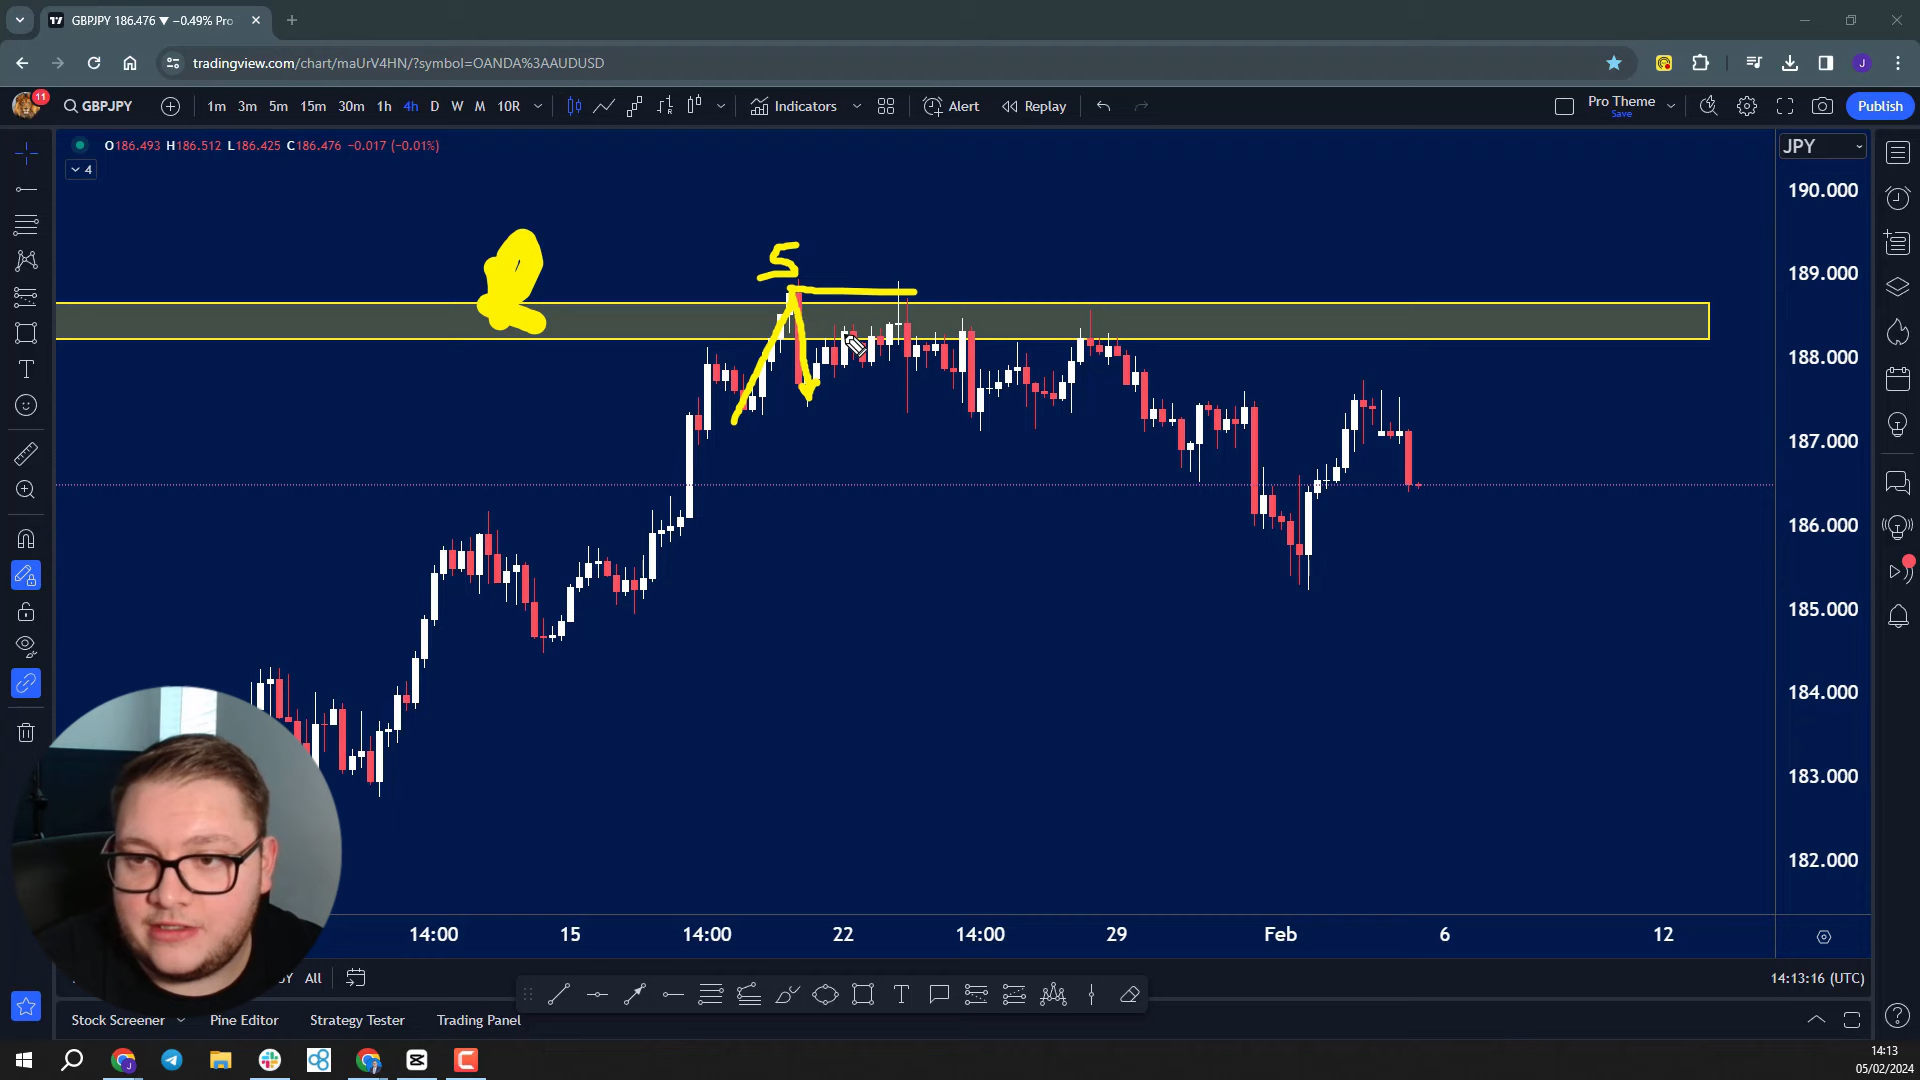 GBPJPY 186.476 ▼ −0.49% Pro
tradingview.com/chart/maUrV4HN/?symbol=OANDA%3AAUDUSD
J
11
GBPJPY
1m 3m 5m 15m 30m 1h 4h D W M 10R
Indicators
Alert
Replay
Pro Theme
Save
Publish
O186.493 H186.512 L186.425 C186.476 −0.017 (−0.01%)
4
JPY
190.000
189.000
188.000
187.000
186.000
185.000
184.000
183.000
182.000
S
14:00 15 14:00 22 14:00 29 Feb 6 12
All
14:13:16 (UTC)
Stock Screener
Pine Editor
Strategy Tester
Trading Panel
14:13
05/02/2024